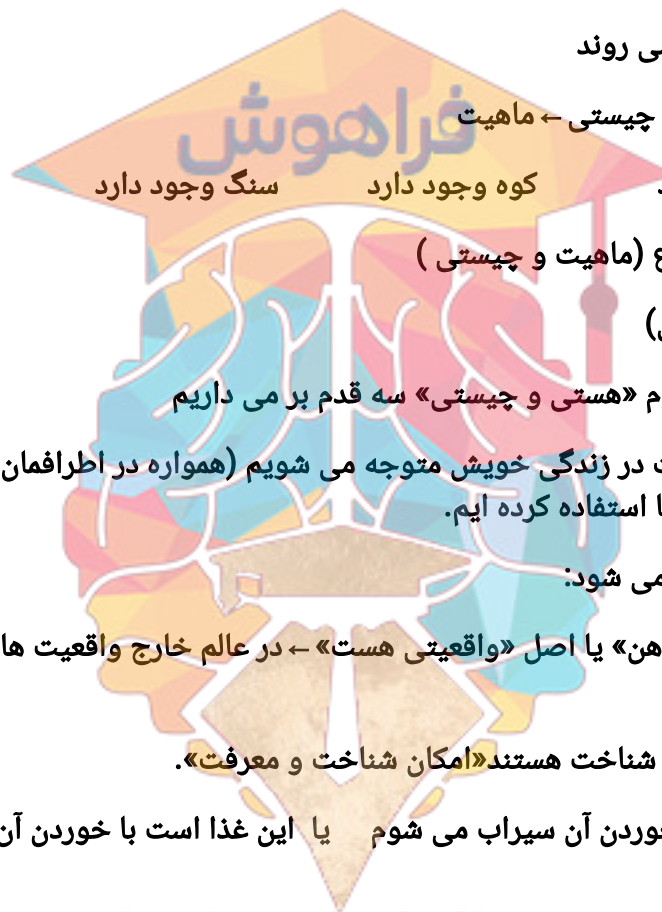 ی روند
چیستی ← ماهیت
فراهوش
کوه وجود دارد سنگ وجود دارد
(ماهیت و چیستی )
)
م «هستی و چیستی» سه قدم بر می داریم
در زندگی خویش متوجه می شویم (همواره در اطرافمان
ا استفاده کرده ایم.
می شود:
هن» یا اصل «واقعیتی هست» ← در عالم خارج واقعیت ها
شناخت هستند«امکان شناخت و معرفت».
وردن آن سیراب می شوم یا این غذا است با خوردن آن